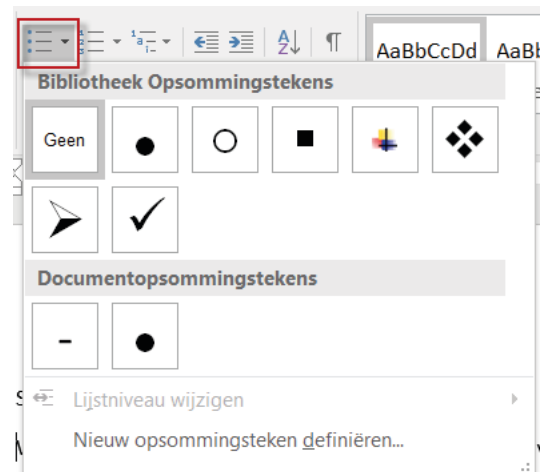 AaBbCcDd AaBb
Bibliotheek Opsommingstekens
Geen
Documentopsommingstekens
Lijstniveau wijzigen
Nieuw opsommingsteken definiëren...